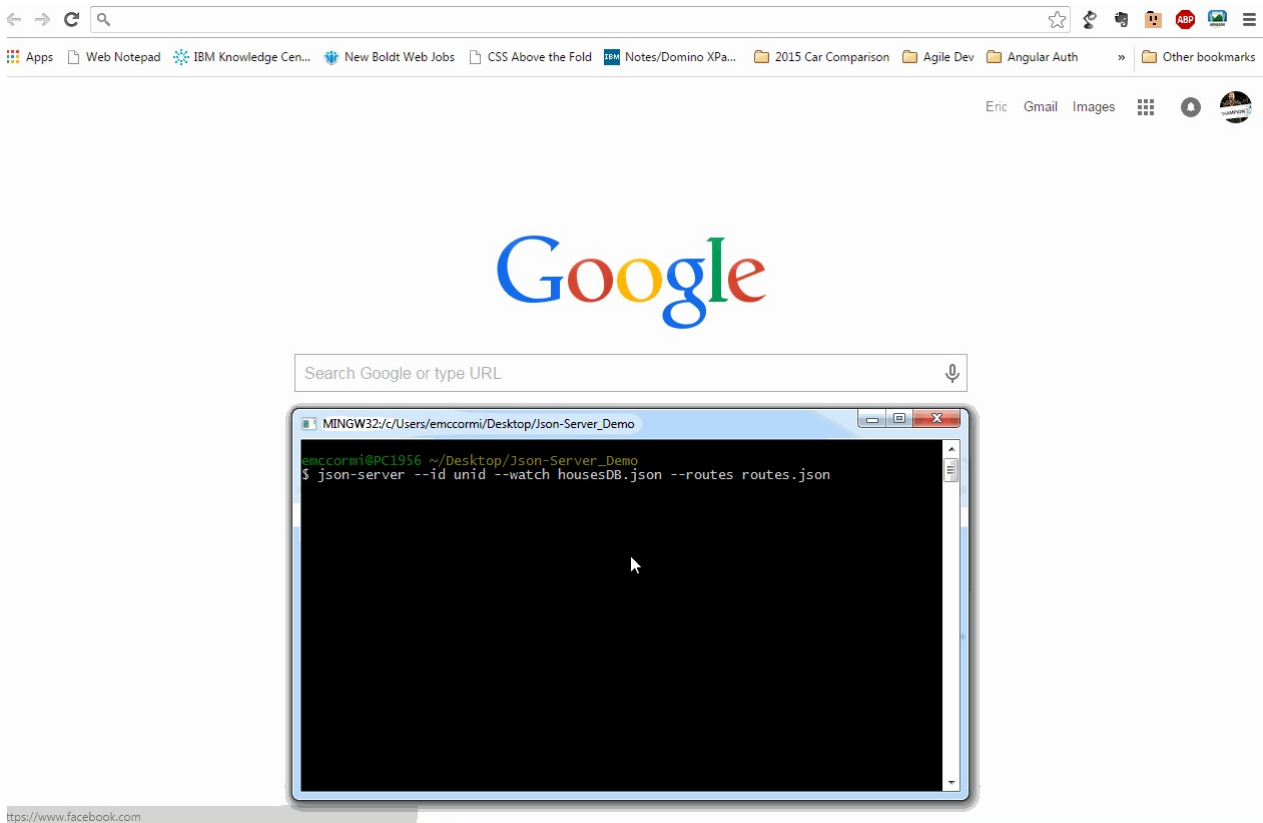 Apps Web Notepad IBM Knowledge Cen... New Boldt Web Jobs CSS Above the Fold IBM Notes/Domino XPa... 2015 Car Comparison Agile Dev Angular Auth » Other bookmarks
ABP
Eric Gmail Images
Google
Search Google or type URL
MINGW32:/c/Users/emccormi/Desktop/Json-Server_Demo
emccormi@PC1956 ~/Desktop/Json-Server_Demo
$ json-server --id unid --watch housesDB.json --routes routes.json
ttps://www.facebook.com